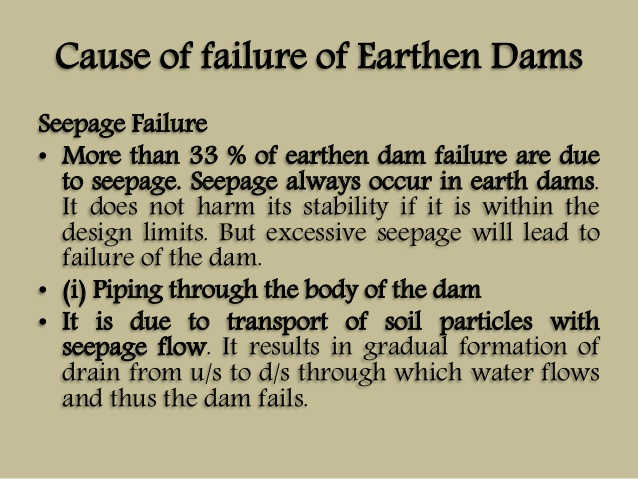 Cause of failure of Earthen Dams
Seepage Failure
• More than 33 % of earthen dam failure are due
to seepage. Seepage always occur in earth dams.
It does not harm its stability if it is within the
design limits. But excessive seepage will lead to
failure of the dam.
• (i) Piping through the body of the dam
• It is due to transport of soil particles with
seepage flow. It results in gradual formation of
drain from u/s to d/s through which water flows
and thus the dam fails.